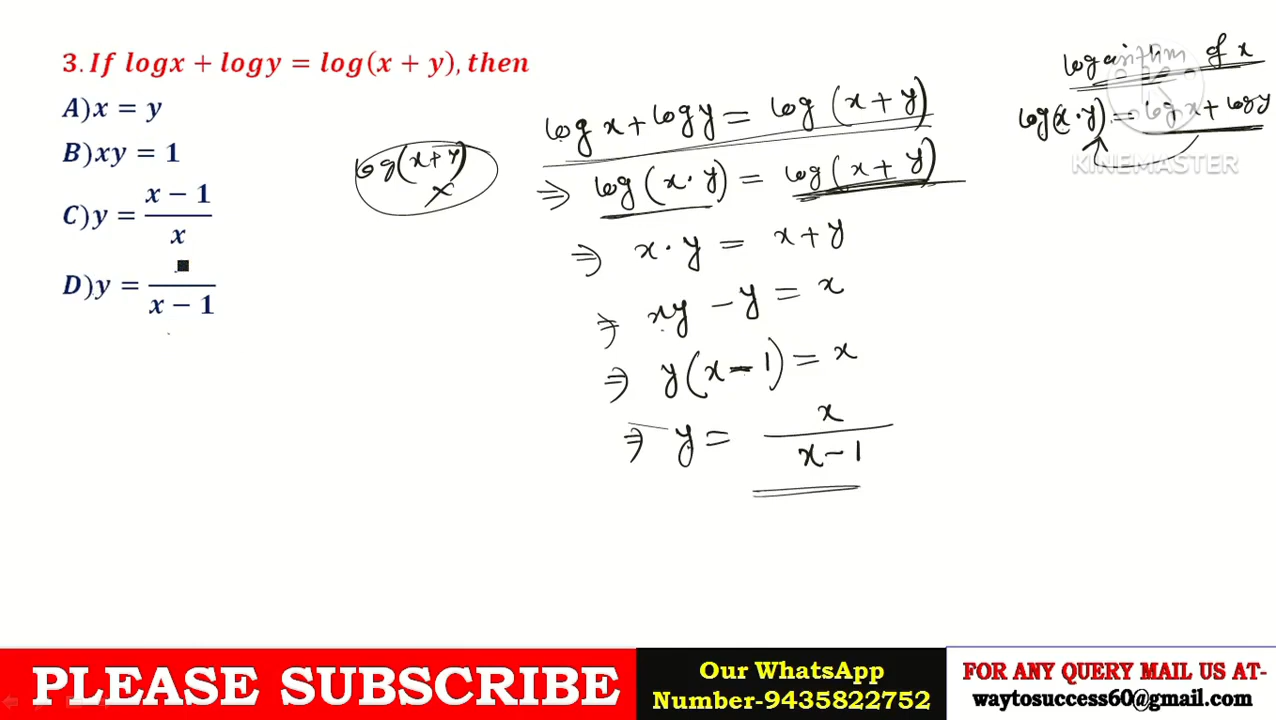 3. If logx + logy = log(x + y), then
A)x = y
B)xy = 1
C)y = x − 1 / x
D)y = / x − 1
log(x+y)
×
log x + log y = log (x + y)
⇒ log (x · y) = log (x + y)
⇒ x · y = x + y
⇒ xy − y = x
⇒ y(x − 1) = x
⇒ y = x / x − 1
logarithm of x
log(x · y) = log x + log y
K
KINEMASTER
PLEASE SUBSCRIBE
Our WhatsApp
Number-9435822752
FOR ANY QUERY MAIL US AT-
waytosuccess60@gmail.com